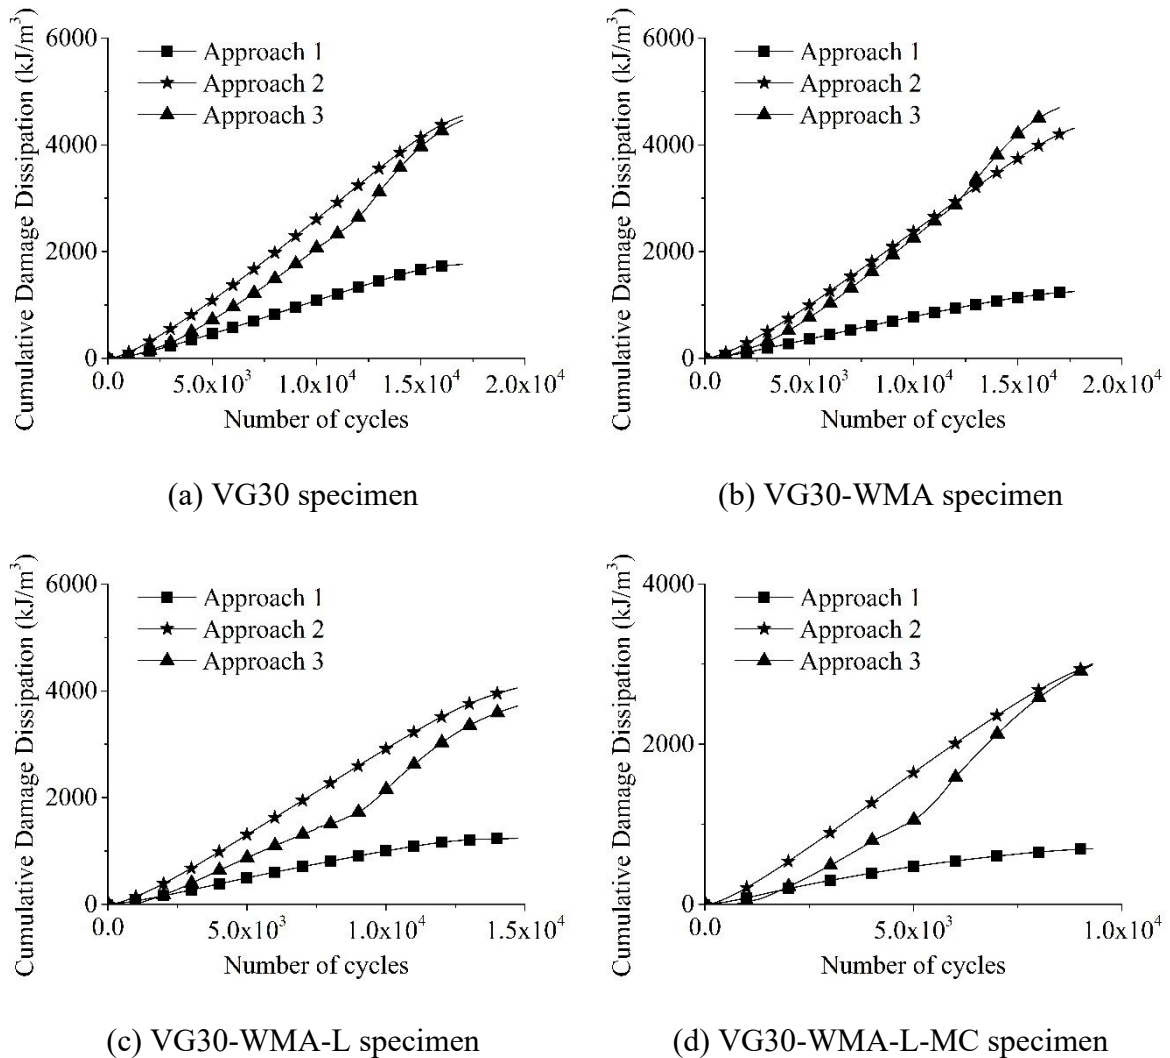 Cumulative Damage Dissipation (kJ/m³)
6000
4000
2000
0
Approach 1
Approach 2
Approach 3
0.0 5.0x10³ 1.0x10⁴ 1.5x10⁴ 2.0x10⁴
Number of cycles
(a) VG30 specimen
Cumulative Damage Dissipation (kJ/m³)
6000
4000
2000
0
Approach 1
Approach 2
Approach 3
0.0 5.0x10³ 1.0x10⁴ 1.5x10⁴ 2.0x10⁴
Number of cycles
(b) VG30-WMA specimen
Cumulative Damage Dissipation (kJ/m³)
6000
4000
2000
0
Approach 1
Approach 2
Approach 3
0.0 5.0x10³ 1.0x10⁴ 1.5x10⁴
Number of cycles
(c) VG30-WMA-L specimen
Cumulative Damage Dissipation (kJ/m³)
4000
2000
0
Approach 1
Approach 2
Approach 3
0.0 5.0x10³ 1.0x10⁴
Number of cycles
(d) VG30-WMA-L-MC specimen